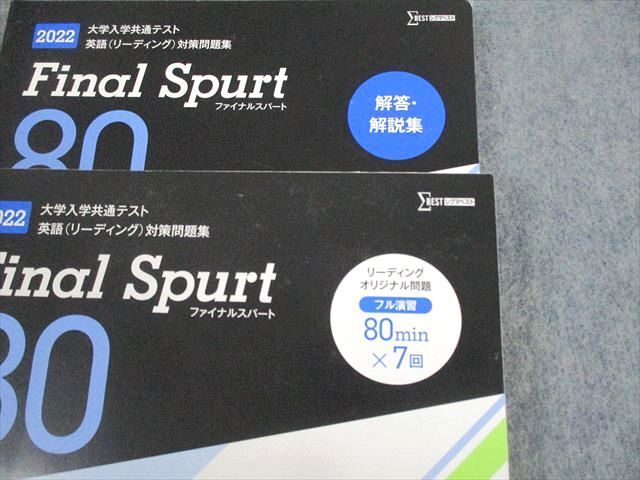 2022
大学入学共通テスト
英語(リーディング)対策問題集
Final Spurt
ファイナルスパート
80
解答・
解説集
ΣBEST シグマベスト
2022
大学入学共通テスト
英語(リーディング)対策問題集
Final Spurt
ファイナルスパート
80
ΣBEST シグマベスト
リーディング
オリジナル問題
フル演習
80min
×7回